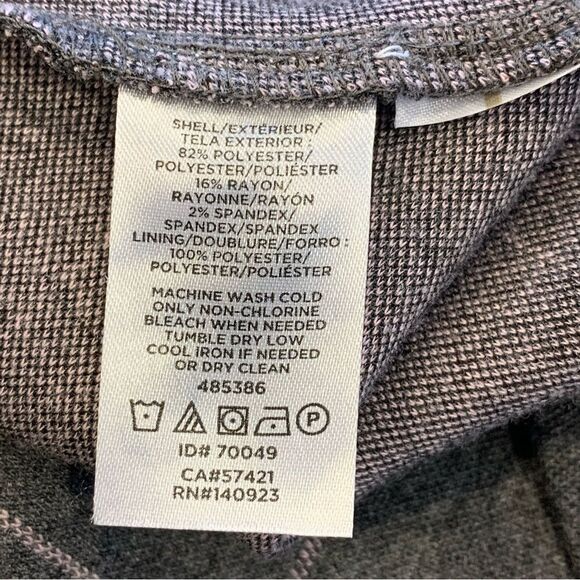 SHELL/EXTÉRIEUR/
TELA EXTERIOR :
82% POLYESTER/
POLYESTER/POLIÉSTER
16% RAYON/
RAYONNE/RAYÓN
2% SPANDEX/
SPANDEX/SPANDEX
LINING/DOUBLURE/FORRO :
100% POLYESTER/
POLYESTER/POLIÉSTER
MACHINE WASH COLD
ONLY NON-CHLORINE
BLEACH WHEN NEEDED
TUMBLE DRY LOW
COOL IRON IF NEEDED
OR DRY CLEAN
485386
P
ID# 70049
CA#57421
RN#140923